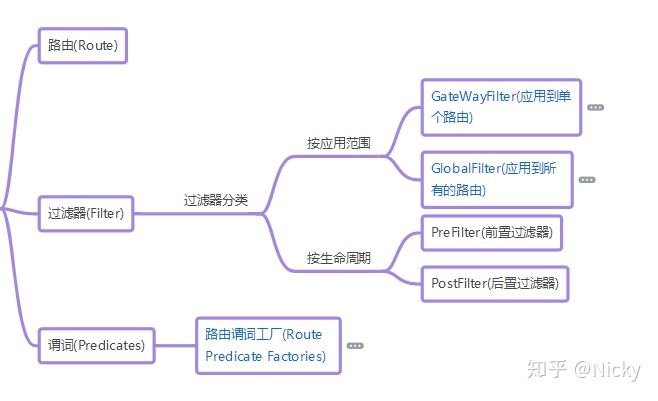 路由(Route)
GateWayFilter(应用到单
个路由)
按应用范围
GlobalFilter(应用到所
有的路由)
过滤器(Filter)
过滤器分类
PreFilter(前置过滤器)
按生命周期
PostFilter(后置过滤器)
谓词(Predicates)
路由谓词工厂(Route
Predicate Factories)
知乎 @Nicky